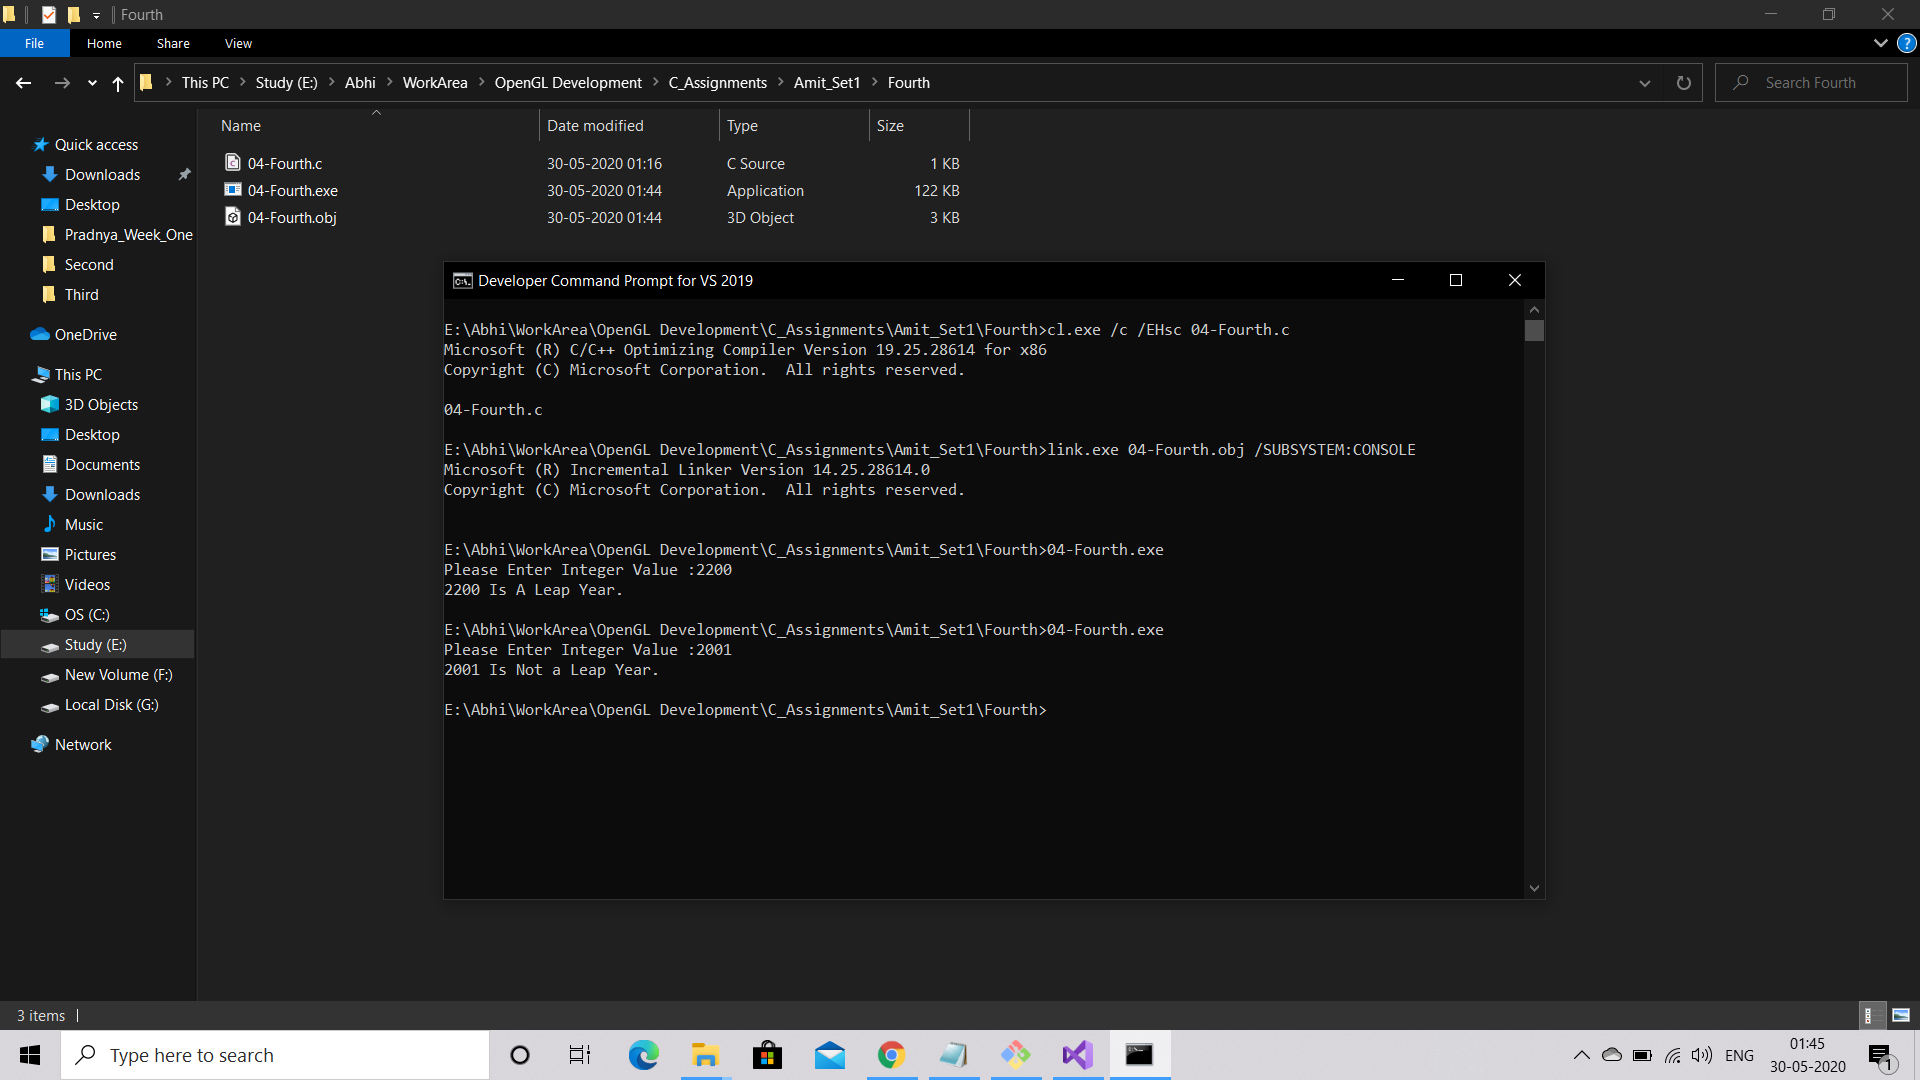 Fourth
File Home Share View
This PC Study (E:) Abhi WorkArea OpenGL Development C_Assignments Amit_Set1 Fourth
Search Fourth
Name Date modified Type Size
04-Fourth.c 30-05-2020 01:16 C Source 1 KB
04-Fourth.exe 30-05-2020 01:44 Application 122 KB
04-Fourth.obj 30-05-2020 01:44 3D Object 3 KB
Quick access
Downloads
Desktop
Pradnya_Week_One
Second
Third
OneDrive
This PC
3D Objects
Desktop
Documents
Downloads
Music
Pictures
Videos
OS (C:)
Study (E:)
New Volume (F:)
Local Disk (G:)
Network
Developer Command Prompt for VS 2019
E:\Abhi\WorkArea\OpenGL Development\C_Assignments\Amit_Set1\Fourth>cl.exe /c /EHsc 04-Fourth.c
Microsoft (R) C/C++ Optimizing Compiler Version 19.25.28614 for x86
Copyright (C) Microsoft Corporation.  All rights reserved.
04-Fourth.c
E:\Abhi\WorkArea\OpenGL Development\C_Assignments\Amit_Set1\Fourth>link.exe 04-Fourth.obj /SUBSYSTEM:CONSOLE
Microsoft (R) Incremental Linker Version 14.25.28614.0
Copyright (C) Microsoft Corporation.  All rights reserved.
E:\Abhi\WorkArea\OpenGL Development\C_Assignments\Amit_Set1\Fourth>04-Fourth.exe
Please Enter Integer Value :2200
2200 Is A Leap Year.
E:\Abhi\WorkArea\OpenGL Development\C_Assignments\Amit_Set1\Fourth>04-Fourth.exe
Please Enter Integer Value :2001
2001 Is Not a Leap Year.
E:\Abhi\WorkArea\OpenGL Development\C_Assignments\Amit_Set1\Fourth>
3 items
Type here to search
ENG
01:45
30-05-2020
1